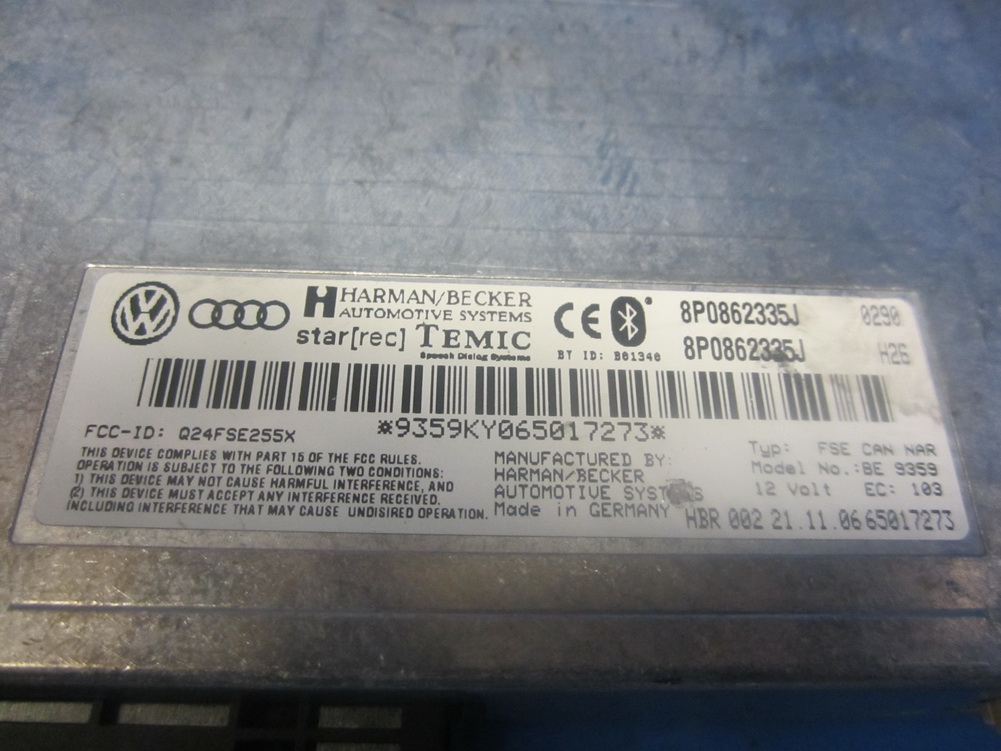 HARMAN/BECKER
AUTOMOTIVE SYSTEMS
star[rec] TEMIC
Speech Dialog Systems
BT ID: B01340
8P0862335J 0290
8P0862335J H26
*9359KY065017273*
FCC-ID: Q24FSE255X
THIS DEVICE COMPLIES WITH PART 15 OF THE FCC RULES.
OPERATION IS SUBJECT TO THE FOLLOWING TWO CONDITIONS:
1) THIS DEVICE MAY NOT CAUSE HARMFUL INTERFERENCE, AND
(2) THIS DEVICE MUST ACCEPT ANY INTERFERENCE RECEIVED.
INCLUDING INTERFERENCE THAT MAY CAUSE UNDISIRED OPERATION.
MANUFACTURED BY:
HARMAN/BECKER
AUTOMOTIVE SYSTEMS
Made in GERMANY
Typ: FSE CAN NAR
Model No.: BE 9359
12 Volt EC: 103
HBR 002 21.11.06 65017273